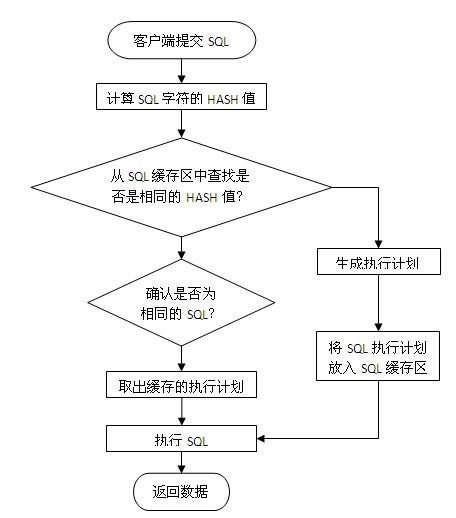 客户端提交 SQL
计算 SQL 字符的 HASH 值
从 SQL 缓存区中查找是
否是相同的 HASH 值?
生成执行计划
确认是否为
相同的 SQL?
将 SQL 执行计划
放入 SQL 缓存区
取出缓存的执行计划
执行 SQL
返回数据